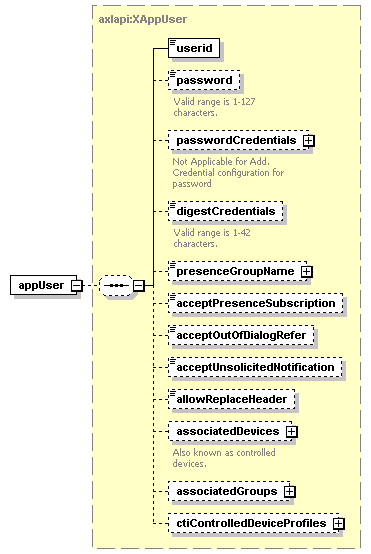 axlapi:XAppUser
userid
password
Valid range is 1-127
characters.
passwordCredentials
Not Applicable for Add.
Credential configuration for
password
digestCredentials
Valid range is 1-42
characters.
appUser
presenceGroupName
acceptPresenceSubscription
acceptOutOfDialogRefer
acceptUnsolicitedNotification
allowReplaceHeader
associatedDevices
Also known as controlled
devices.
associatedGroups
ctiControlledDeviceProfiles